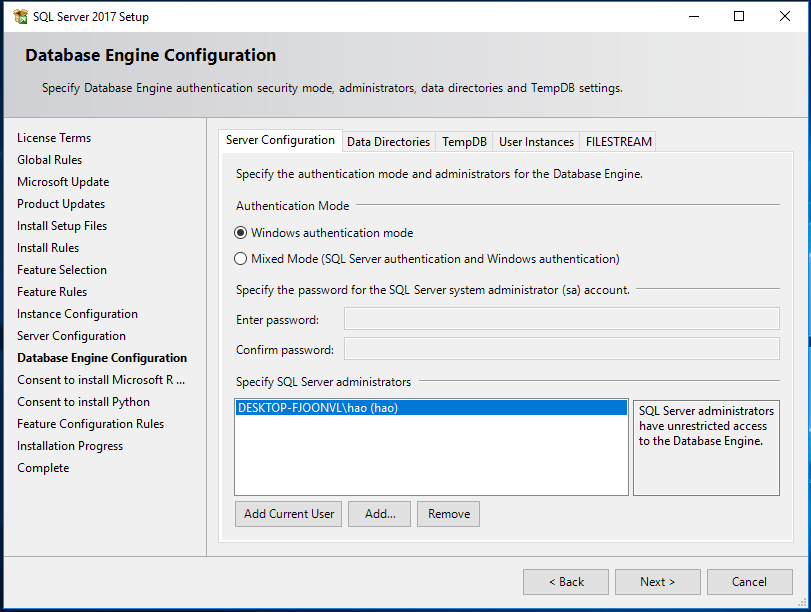 SQL Server 2017 Setup
Database Engine Configuration
Specify Database Engine authentication security mode, administrators, data directories and TempDB settings.
License Terms
Global Rules
Microsoft Update
Product Updates
Install Setup Files
Install Rules
Feature Selection
Feature Rules
Instance Configuration
Server Configuration
Database Engine Configuration
Consent to install Microsoft R ...
Consent to install Python
Feature Configuration Rules
Installation Progress
Complete
Server Configuration Data Directories TempDB User Instances FILESTREAM
Specify the authentication mode and administrators for the Database Engine.
Authentication Mode
Windows authentication mode
Mixed Mode (SQL Server authentication and Windows authentication)
Specify the password for the SQL Server system administrator (sa) account.
Enter password:
Confirm password:
Specify SQL Server administrators
DESKTOP-FJOONVL\hao (hao)
SQL Server administrators
have unrestricted access
to the Database Engine.
Add Current User Add... Remove
< Back Next > Cancel